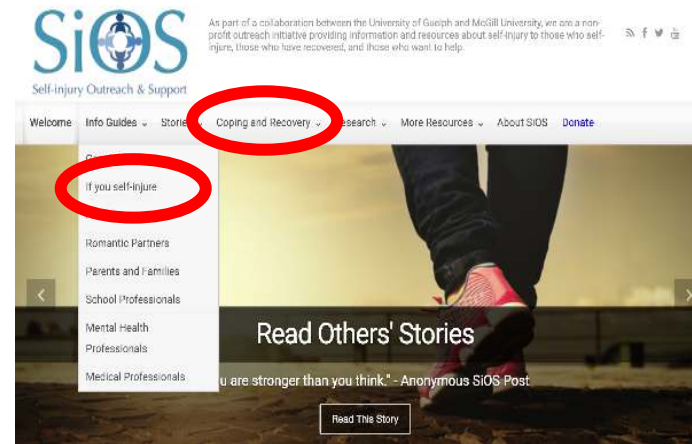 SiOS
Self-injury Outreach & Support
As part of a collaboration between the University of Guelph and McGill University, we are a non-
profit outreach initiative providing information and resources about self-injury to those who self-
injure, those who have recovered, and those who want to help.
Welcome Info Guides Coping and Recovery More Resources About SiOS Donate
If you self-injure
Romantic Partners
Parents and Families
School Professionals
Mental Health
Professionals
Medical Professionals
Read Others' Stories
u are stronger than you think." - Anonymous SiOS Post
Read This Story